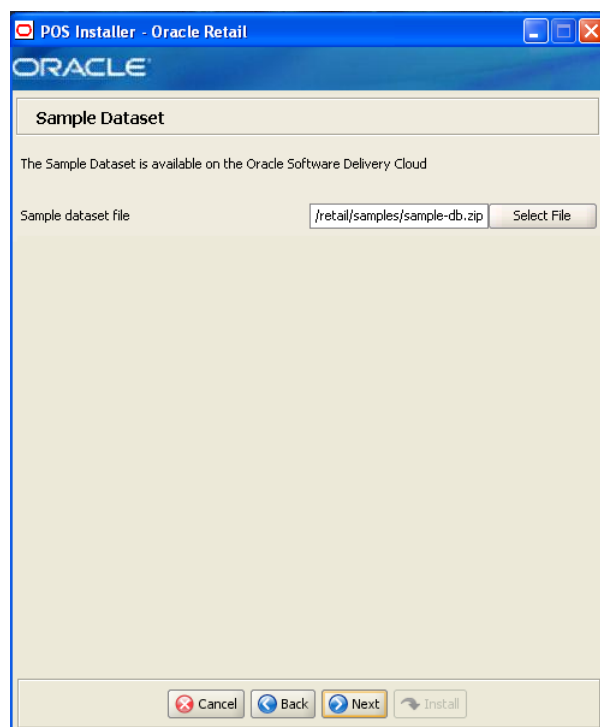 POS Installer - Oracle Retail
ORACLE
Sample Dataset
The Sample Dataset is available on the Oracle Software Delivery Cloud
Sample dataset file /retail/samples/sample-db.zip Select File
Cancel Back Next Install